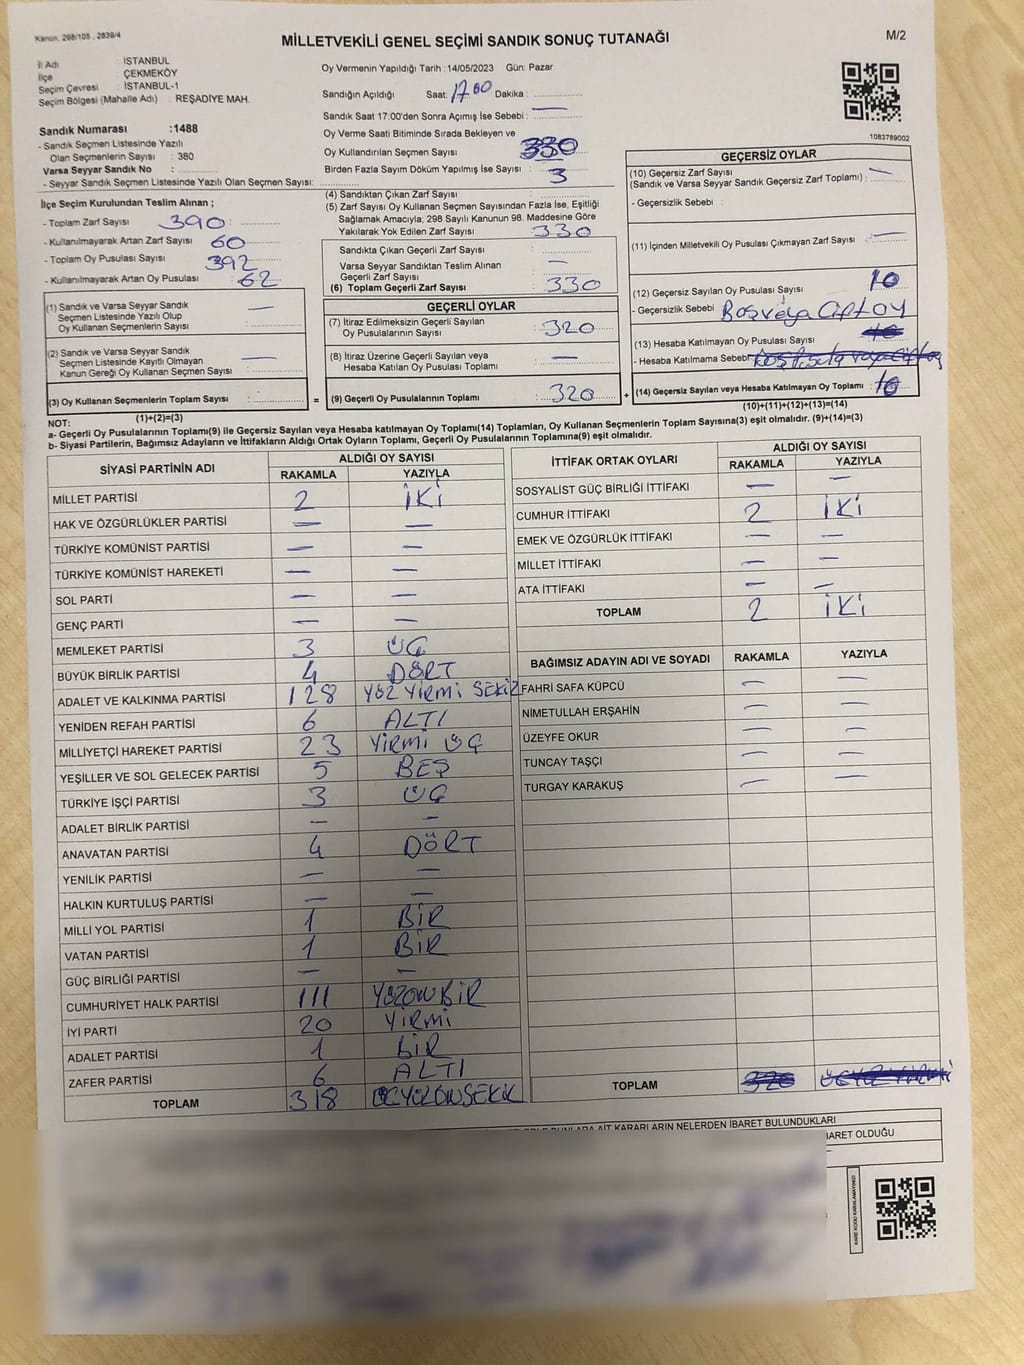 Kanun, 298/105 , 2839/4
MİLLETVEKİLİ GENEL SEÇİMİ SANDIK SONUÇ TUTANAĞI
M/2
İl Adı : İSTANBUL
İlçe : ÇEKMEKÖY
Seçim Çevresi : İSTANBUL-1
Seçim Bölgesi (Mahalle Adı) : REŞADİYE MAH.
Sandık Numarası :1488
- Sandık Seçmen Listesinde Yazılı
Olan Seçmenlerin Sayısı : 380
Varsa Seyyar Sandık No :
- Seyyar Sandık Seçmen Listesinde Yazılı Olan Seçmen Sayısı:
Oy Vermenin Yapıldığı Tarih :14/05/2023 Gün: Pazar
Sandığın Açıldığı Saat: 17.00 Dakika :
Sandık Saat 17:00'den Sonra Açımış İse Sebebi : —
Oy Verme Saati Bitiminde Sırada Bekleyen ve
Oy Kullandırılan Seçmen Sayısı : 330
Birden Fazla Sayım Döküm Yapılmış İse Sayısı : 3
1083789002
İlçe Seçim Kurulundan Teslim Alınan ;
- Toplam Zarf Sayısı 390
- Kullanılmayarak Artan Zarf Sayısı 60
- Toplam Oy Pusulası Sayısı 392
- Kullanılmayarak Artan Oy Pusulası : 62
(1) Sandık ve Varsa Seyyar Sandık
Seçmen Listesinde Yazılı Olup
Oy Kullanan Seçmenlerin Sayısı : —
(2) Sandık ve Varsa Seyyar Sandık
Seçmen Listesinde Kayıtlı Olmayan
Kanun Gereği Oy Kullanan Seçmen Sayısı : —
(3) Oy Kullanan Seçmenlerin Toplam Sayısı :
(1)+(2)=(3)
(4) Sandıktan Çıkan Zarf Sayısı
(5) Zarf Sayısı Oy Kullanan Seçmen Sayısından Fazla İse, Eşitliği
Sağlamak Amacıyla, 298 Sayılı Kanunun 98. Maddesine Göre
Yakılarak Yok Edilen Zarf Sayısı : 330
Sandıkta Çıkan Geçerli Zarf Sayısı :
Varsa Seyyar Sandıktan Teslim Alınan
Geçerli Zarf Sayısı : —
(6) Toplam Geçerli Zarf Sayısı : 330
GEÇERLİ OYLAR
(7) İtiraz Edilmeksizin Geçerli Sayılan
Oy Pusulalarının Sayısı : 320
(8) İtiraz Üzerine Geçerli Sayılan veya
Hesaba Katılan Oy Pusulası Toplamı : —
= (9) Geçerli Oy Pusulalarının Toplamı : 320 +
GEÇERSİZ OYLAR
(10) Geçersiz Zarf Sayısı : —
(Sandık ve Varsa Seyyar Sandık Geçersiz Zarf Toplamı)
- Geçersizlik Sebebi :
(11) İçinden Milletvekili Oy Pusulası Çıkmayan Zarf Sayısı : —
(12) Geçersiz Sayılan Oy Pusulası Sayısı : 10
- Geçersizlik Sebebi : Boş veya Çift OY
(13) Hesaba Katılmayan Oy Pusulası Sayısı : 10
- Hesaba Katılmama Sebebi
(14) Geçersiz Sayılan veya Hesaba Katılmayan Oy Toplamı : 10
(10)+(11)+(12)+(13)=(14)
NOT:
a- Geçerli Oy Pusulalarının Toplamı(9) ile Geçersiz Sayılan veya Hesaba katılmayan Oy Toplamı(14) Toplamları, Oy Kullanan Seçmenlerin Toplam Sayısına(3) eşit olmalıdır. (9)+(14)=(3)
b- Siyasi Partilerin, Bağımsız Adayların ve İttifakların Aldığı Ortak Oyların Toplamı, Geçerli Oy Pusulalarının Toplamına(9) eşit olmalıdır.
SİYASİ PARTİNİN ADI ALDIĞI OY SAYISI
RAKAMLA YAZIYLA
MİLLET PARTİSİ 2 İKİ
HAK VE ÖZGÜRLÜKLER PARTİSİ — —
TÜRKİYE KOMÜNİST PARTİSİ — —
TÜRKİYE KOMÜNİST HAREKETİ — —
SOL PARTİ — —
GENÇ PARTİ — —
MEMLEKET PARTİSİ 3 ÜÇ
BÜYÜK BİRLİK PARTİSİ 4 DÖRT
ADALET VE KALKINMA PARTİSİ 128 YÜZ YİRMİ SEKİZ
YENİDEN REFAH PARTİSİ 6 ALTI
MİLLİYETÇİ HAREKET PARTİSİ 23 YİRMİ ÜÇ
YEŞİLLER VE SOL GELECEK PARTİSİ 5 BEŞ
TÜRKİYE İŞÇİ PARTİSİ 3 ÜÇ
ADALET BİRLİK PARTİSİ — —
ANAVATAN PARTİSİ 4 DÖRT
YENİLİK PARTİSİ — —
HALKIN KURTULUŞ PARTİSİ — —
MİLLİ YOL PARTİSİ 1 BİR
VATAN PARTİSİ 1 BİR
GÜÇ BİRLİĞİ PARTİSİ — —
CUMHURİYET HALK PARTİSİ 111 YÜZONBİR
İYİ PARTİ 20 YİRMİ
ADALET PARTİSİ 1 BİR
ZAFER PARTİSİ 6 ALTI
TOPLAM 318 ÜÇYÜZONSEKİZ
İTTİFAK ORTAK OYLARI ALDIĞI OY SAYISI
RAKAMLA YAZIYLA
SOSYALİST GÜÇ BİRLİĞİ İTTİFAKI — —
CUMHUR İTTİFAKI 2 İKİ
EMEK VE ÖZGÜRLÜK İTTİFAKI — —
MİLLET İTTİFAKI — —
ATA İTTİFAKI — —
TOPLAM 2 İKİ
BAĞIMSIZ ADAYIN ADI VE SOYADI RAKAMLA YAZIYLA
FAHRİ SAFA KÜPCÜ — —
NİMETULLAH ERŞAHİN — —
ÜZEYFE OKUR — —
TUNCAY TAŞÇI — —
TURGAY KARAKUŞ — —
TOPLAM 320 ÜÇYÜZ YİRMİ
BUNLARA AİT KARARLARIN NELERDEN İBARET BULUNDUKLARI
İBARET OLDUĞU